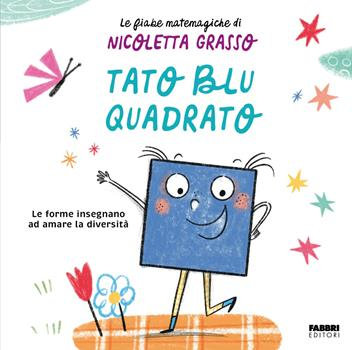 Le fiabe matemagiche di
NICOLETTA GRASSO
TATO BLU
QUADRATO
Le forme insegnano
ad amare la diversità
FABBRI
EDITORI